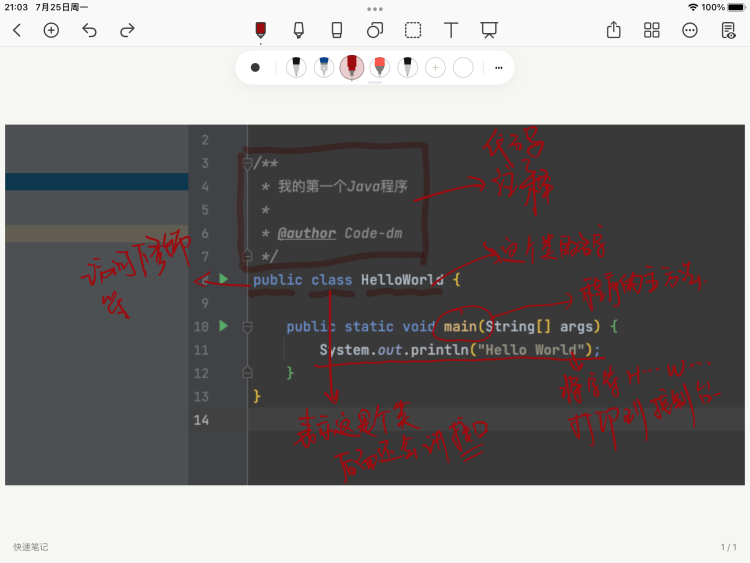 21:03 7月25日周一
100%
代码
注释
2
3 /**
4 * 我的第一个Java程序
5 *
6 * @author Code-dm
7 */
这个类的名字
访问修饰
符
8 public class HelloWorld {
9
程序的主方法
10 public static void main(String[] args) {
11 System.out.println("Hello World");
12 }
13 }
14
H…W…
打印到控制台
表示这是个类
接口
快速笔记
1 / 1